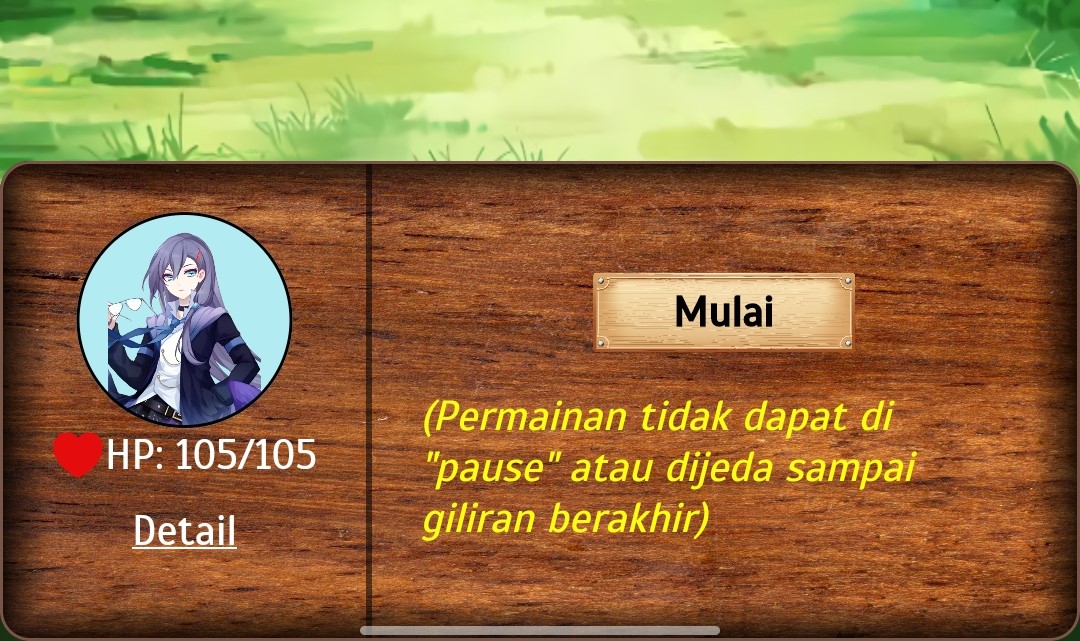 Mulai
(Permainan tidak dapat di
"pause" atau dijeda sampai
giliran berakhir)
HP: 105/105
Detail